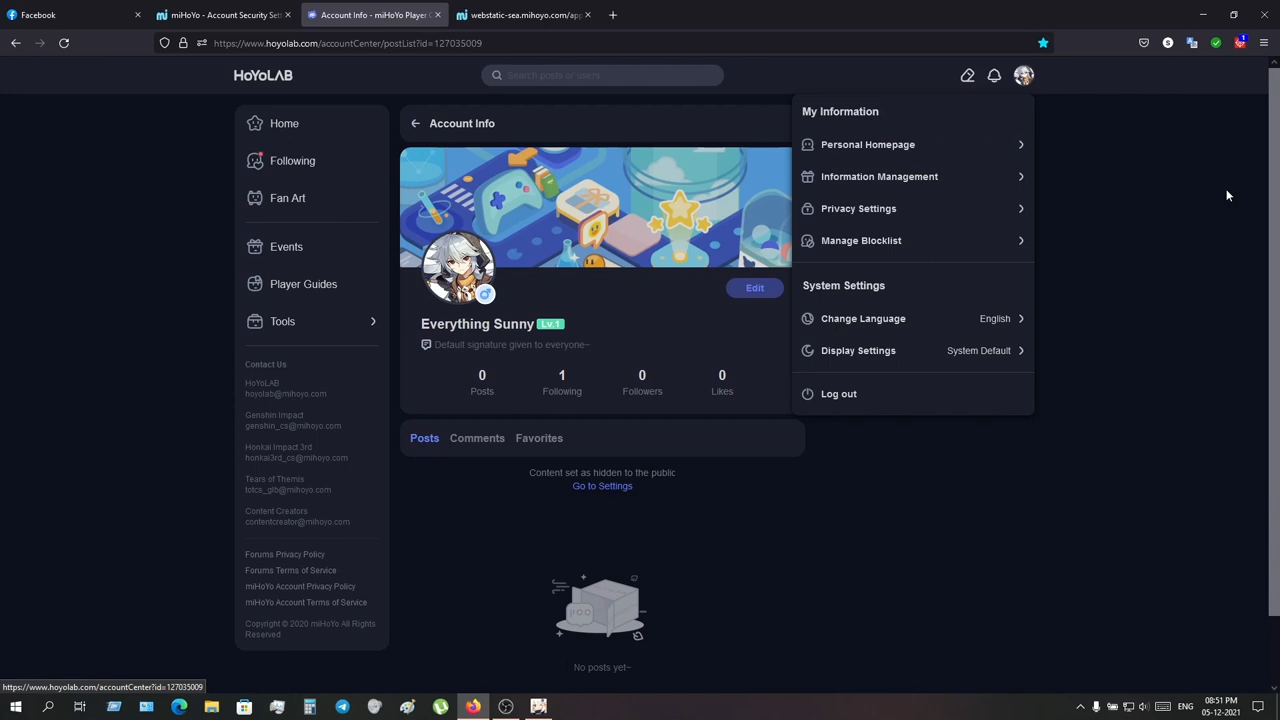 Facebook
miHoYo - Account Security Set
Account Info - miHoYo Player C
webstatic-sea.mihoyo.com/app
https://www.hoyolab.com/accountCenter/postList?id=127035009
1
HoYoLAB
Search posts or users
Home
Following
Fan Art
Events
Player Guides
Tools
Contact Us
HoYoLAB
hoyolab@mihoyo.com
Genshin Impact
genshin_cs@mihoyo.com
Honkai Impact 3rd
honkai3rd_cs@mihoyo.com
Tears of Themis
totcs_glb@mihoyo.com
Content Creators
contentcreator@mihoyo.com
Forums Privacy Policy
Forums Terms of Service
miHoYo Account Privacy Policy
miHoYo Account Terms of Service
Copyright © 2020 miHoYo All Rights
Reserved
Account Info
Edit
Everything Sunny Lv.1
Default signature given to everyone~
0 1 0 0
Posts Following Followers Likes
Posts Comments Favorites
Content set as hidden to the public
Go to Settings
No posts yet~
My Information
Personal Homepage
Information Management
Privacy Settings
Manage Blocklist
System Settings
Change Language English
Display Settings System Default
Log out
https://www.hoyolab.com/accountCenter?id=127035009
ENG
08:51 PM
05-12-2021